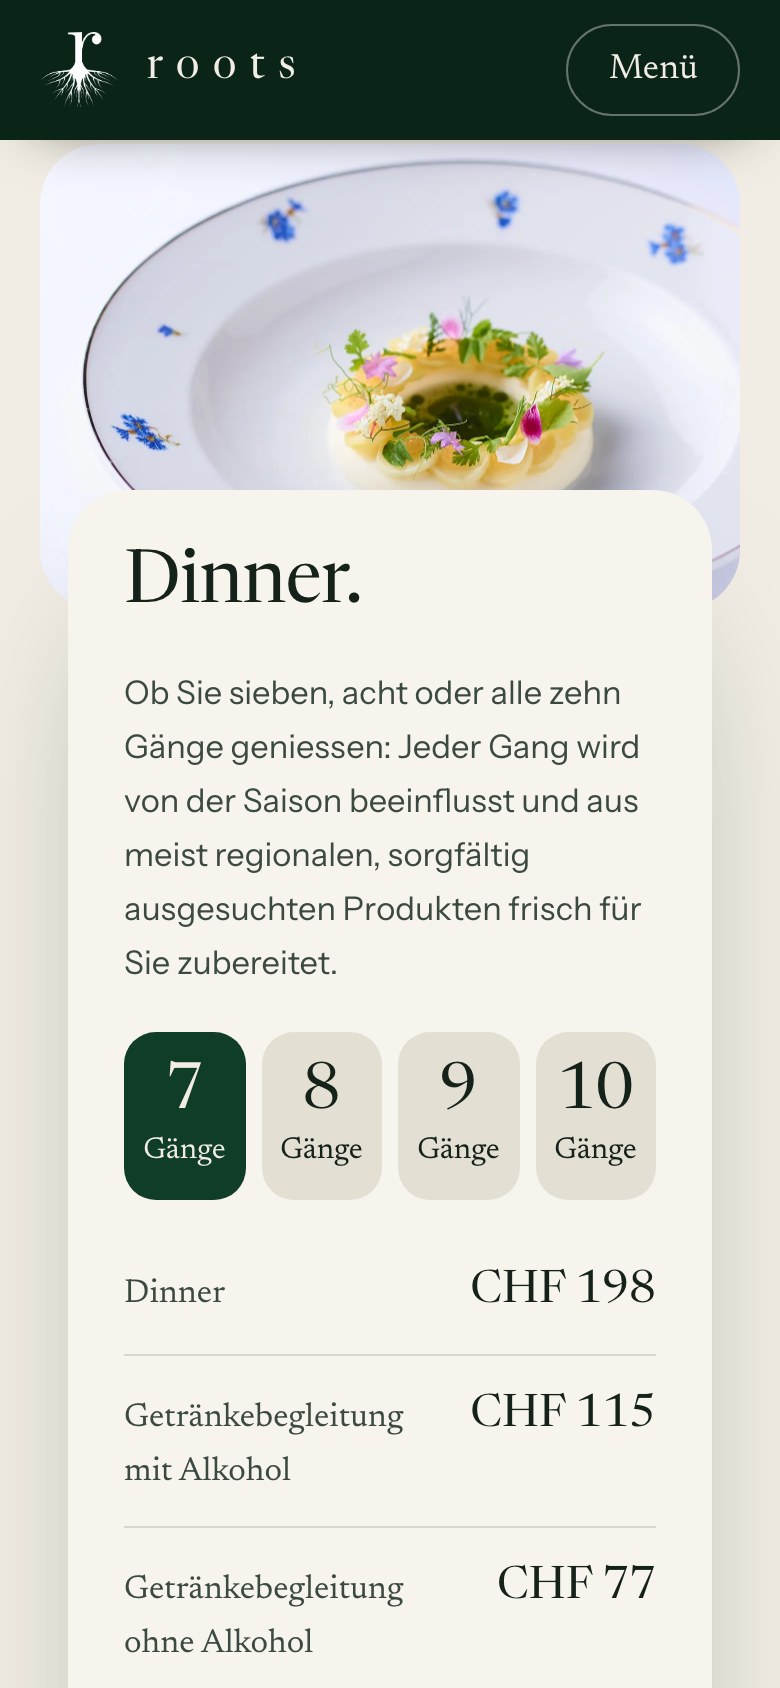 r roots
Menü
Dinner.
Ob Sie sieben, acht oder alle zehn
Gänge geniessen: Jeder Gang wird
von der Saison beeinflusst und aus
meist regionalen, sorgfältig
ausgesuchten Produkten frisch für
Sie zubereitet.
7 8 9 10
Gänge Gänge Gänge Gänge
Dinner CHF 198
Getränkebegleitung CHF 115
mit Alkohol
Getränkebegleitung CHF 77
ohne Alkohol